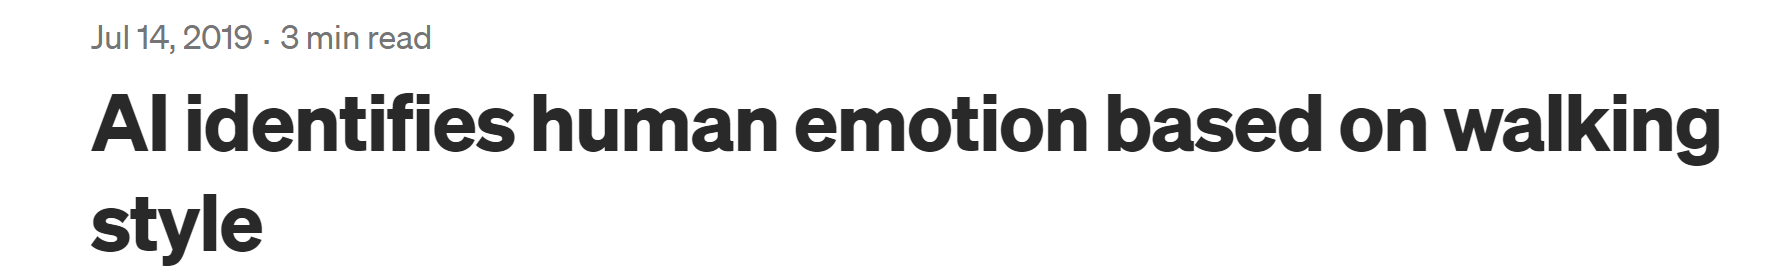 Jul 14, 2019 · 3 min read
AI identifies human emotion based on walking
style